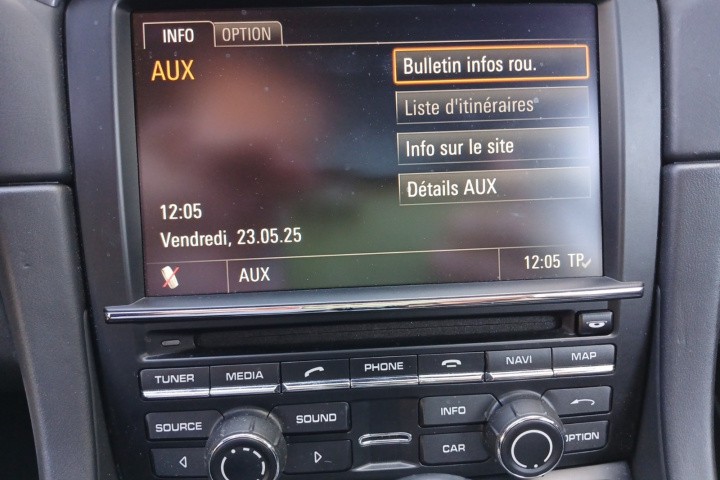 INFO OPTION
AUX
Bulletin infos rou.
Liste d'itinéraires
Info sur le site
Détails AUX
12:05
Vendredi, 23.05.25
AUX 12:05 TP
TUNER MEDIA PHONE NAVI MAP
SOURCE SOUND INFO
CAR OPTION